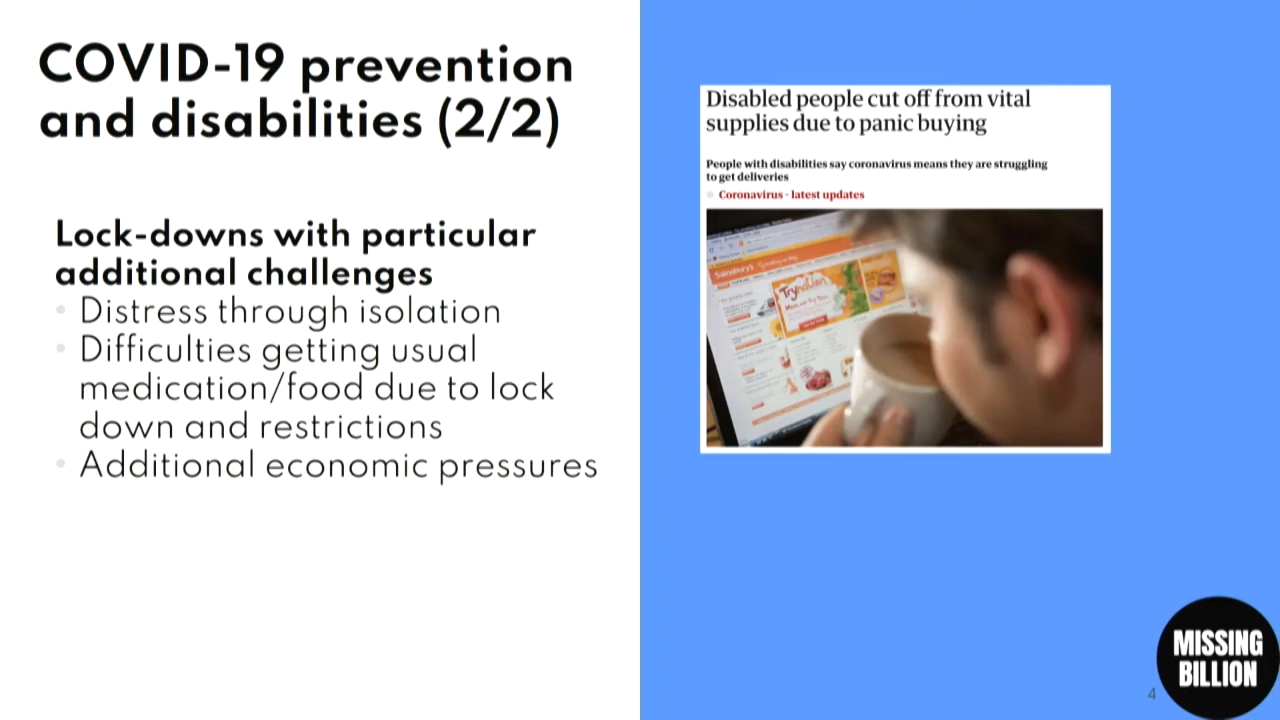 COVID-19 prevention
and disabilities (2/2)
Lock-downs with particular
additional challenges
Distress through isolation
Difficulties getting usual
medication/food due to lock
down and restrictions
Additional economic pressures
Disabled people cut off from vital
supplies due to panic buying
People with disabilities say coronavirus means they are struggling
to get deliveries
Coronavirus - latest updates
Sainsbury's
MISSING
BILLION
4